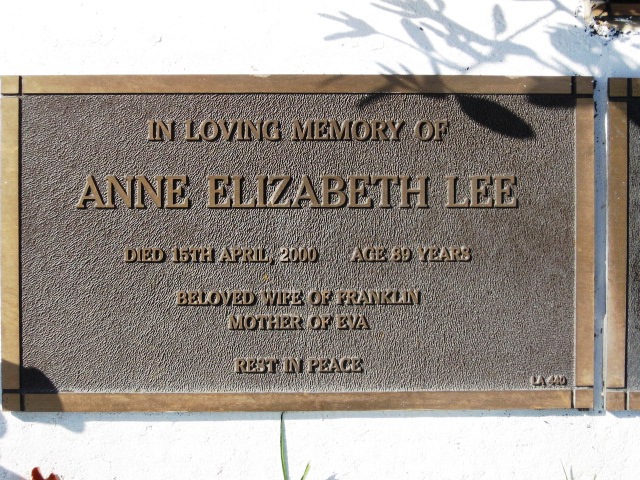 IN LOVING MEMORY OF
ANNE ELIZABETH LEE
DIED 15TH APRIL, 2000 AGE 89 YEARS
BELOVED WIFE OF FRANKLIN
MOTHER OF EVA
REST IN PEACE
LA 440